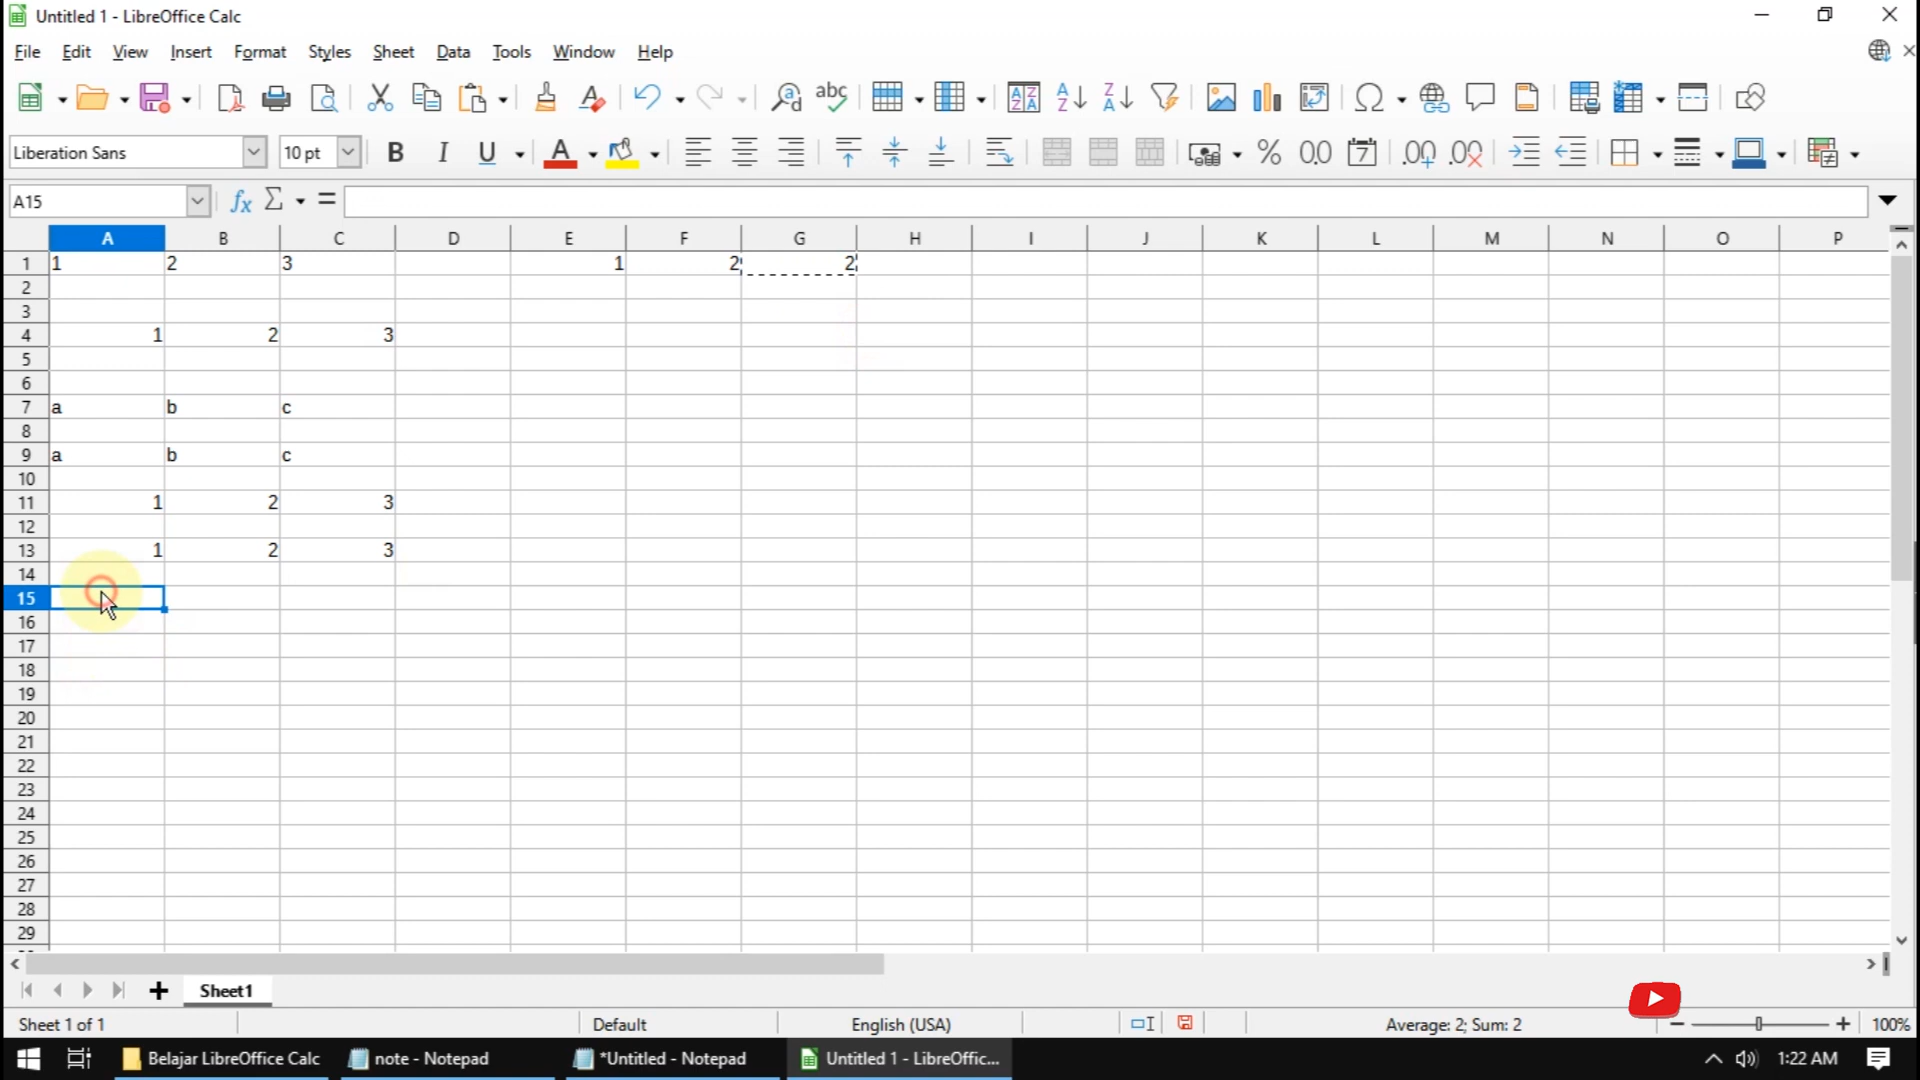 Untitled 1 - LibreOffice Calc
File Edit View Insert Format Styles Sheet Data Tools Window Help
Liberation Sans 10 pt
A15
A B C D E F G H I J K L M N O P
1 1 2 3 1 2 2
2
3
4 1 2 3
5
6
7 a b c
8
9 a b c
10
11 1 2 3
12
13 1 2 3
14
15
16
17
18
19
20
21
22
23
24
25
26
27
28
29
Sheet1
Sheet 1 of 1 Default English (USA) Average: 2; Sum: 2 100%
Belajar LibreOffice Calc note - Notepad *Untitled - Notepad Untitled 1 - LibreOffic... 1:22 AM